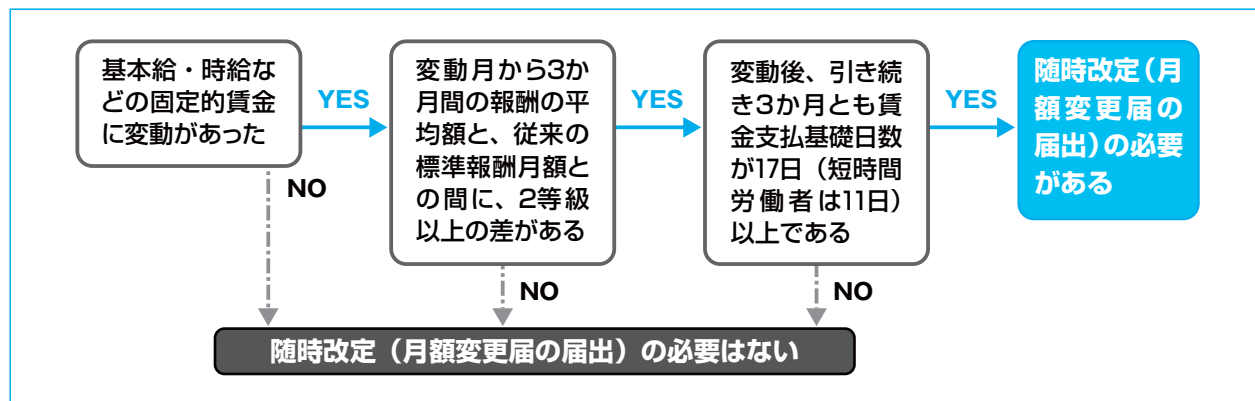 基本給・時給な
どの固定的賃金
に変動があった
YES
NO
変動月から3か
月間の報酬の平
均額と、従来の
標準報酬月額と
の間に、2等級
以上の差がある
YES
NO
変動後、引き続
き3か月とも賃
金支払基礎日数
が17日（短時間
労働者は11日）
以上である
YES
NO
随時改定（月
額変更届の
届出）の必要
がある
随時改定（月額変更届の届出）の必要はない